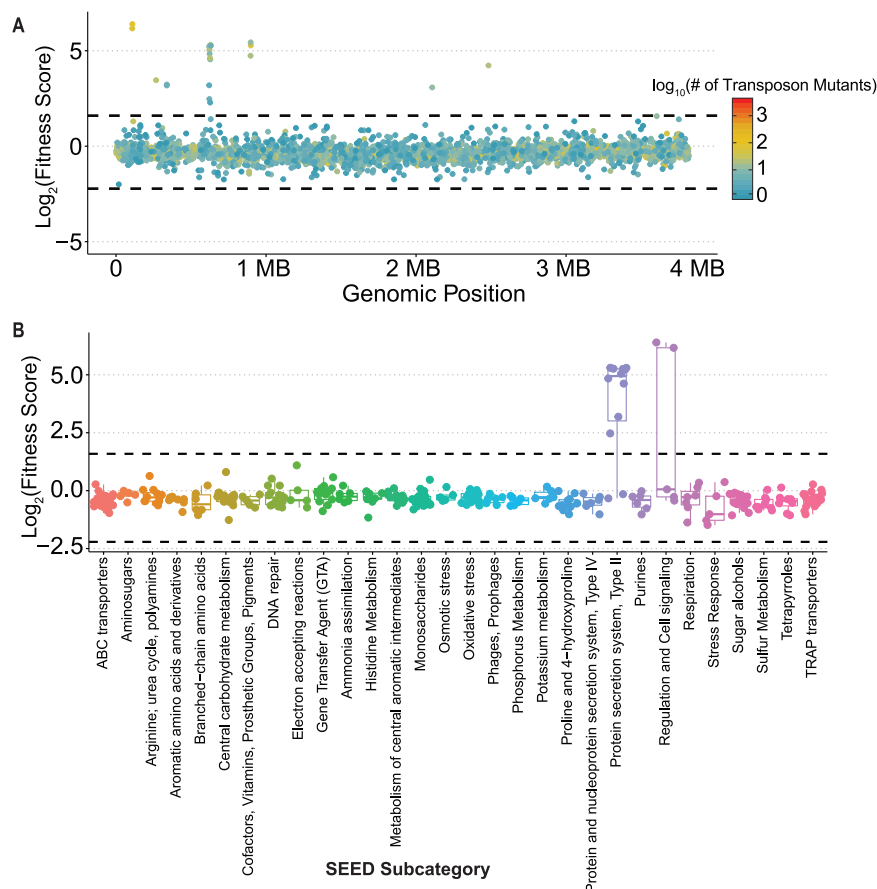 A
Log2(Fitness Score)
5
0
−5
0
1 MB
2 MB
3 MB
4 MB
Genomic Position
log10(# of Transposon Mutants)
3
2
1
0
B
Log2(Fitness Score)
5.0
2.5
0.0
−2.5
ABC transporters
Aminosugars
Arginine; urea cycle, polyamines
Aromatic amino acids and derivatives
Branched−chain amino acids
Central carbohydrate metabolism
Cofactors, Vitamins, Prosthetic Groups, Pigments
DNA repair
Electron accepting reactions
Gene Transfer Agent (GTA)
Ammonia assimilation
Histidine Metabolism
Metabolism of central aromatic intermediates
Monosaccharides
Osmotic stress
Oxidative stress
Phages, Prophages
Phosphorus Metabolism
Potassium metabolism
Proline and 4−hydroxyproline
Protein and nucleoprotein secretion system, Type IV
Protein secretion system, Type II
Purines
Regulation and Cell signaling
Respiration
Stress Response
Sugar alcohols
Sulfur Metabolism
Tetrapyrroles
TRAP transporters
SEED Subcategory